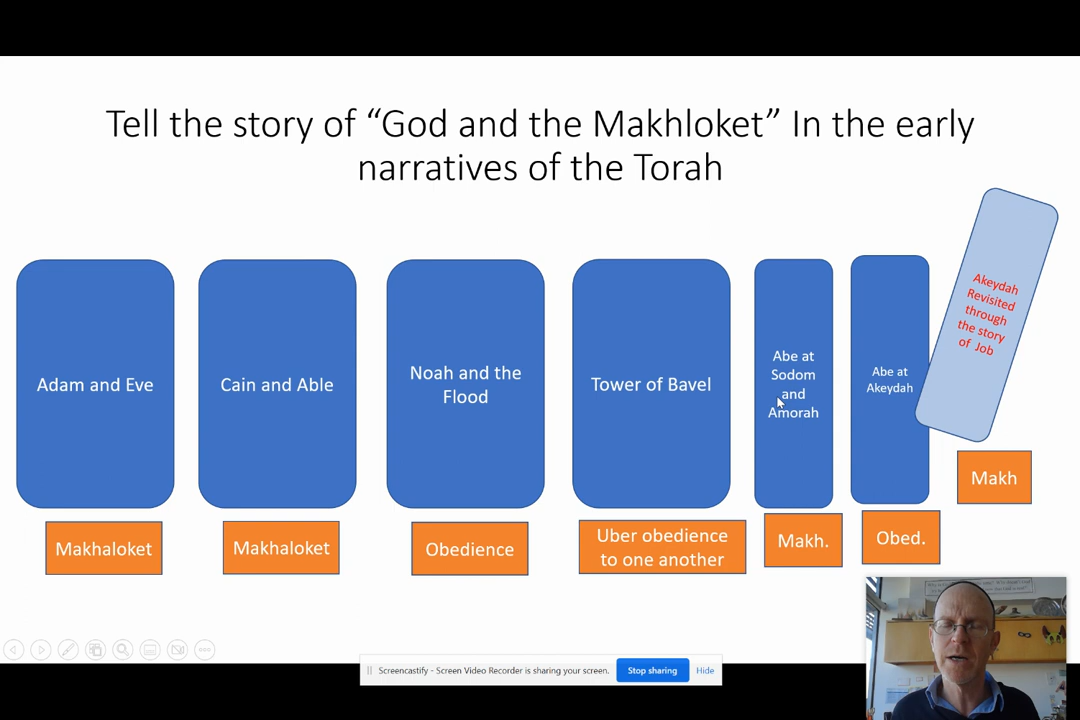 Tell the story of “God and the Makhloket” In the early
narratives of the Torah
Adam and Eve
Cain and Able
Noah and the
Flood
Tower of Bavel
Abe at
Sodom
and
Amorah
Abe at
Akeydah
Akeydah
Revisited
through
the story
of Job
Makhaloket
Makhaloket
Obedience
Uber obedience
to one another
Makh.
Obed.
Makh
Screencastify - Screen Video Recorder is sharing your screen.
Stop sharing
Hide